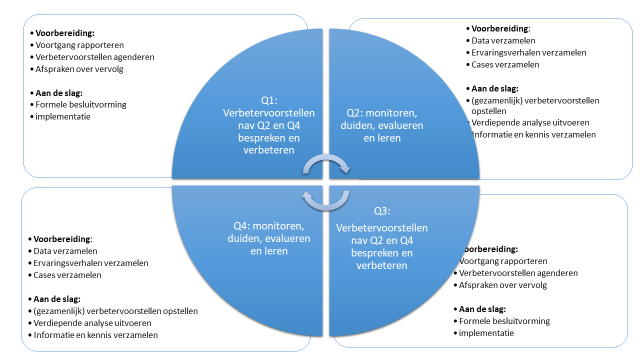 • Voorbereiding:
• Voortgang rapporteren
• Verbetervoorstellen agenderen
• Afspraken over vervolg
• Aan de slag:
• Formele besluitvorming
• implementatie
Q1:
Verbetervoorstellen
nav Q2 en Q4
bespreken en
verbeteren
Q2: monitoren,
duiden, evalueren
en leren
• Voorbereiding:
• Data verzamelen
• Ervaringsverhalen verzamelen
• Cases verzamelen
• Aan de slag:
• (gezamenlijk) verbetervoorstellen
opstellen
• Verdiepende analyse uitvoeren
Informatie en kennis verzamelen
• Voorbereiding:
• Data verzamelen
• Ervaringsverhalen verzamelen
• Cases verzamelen
• Aan de slag:
• (gezamenlijk) verbetervoorstellen opstellen
• Verdiepende analyse uitvoeren
• Informatie en kennis verzamelen
Q4: monitoren,
duiden, evalueren
en leren
Q3:
Verbetervoorstellen
nav Q2 en Q4
bespreken en
verbeteren
oorbereiding:
Voortgang rapporteren
• Verbetervoorstellen agenderen
• Afspraken over vervolg
• Aan de slag:
• Formele besluitvorming
• implementatie